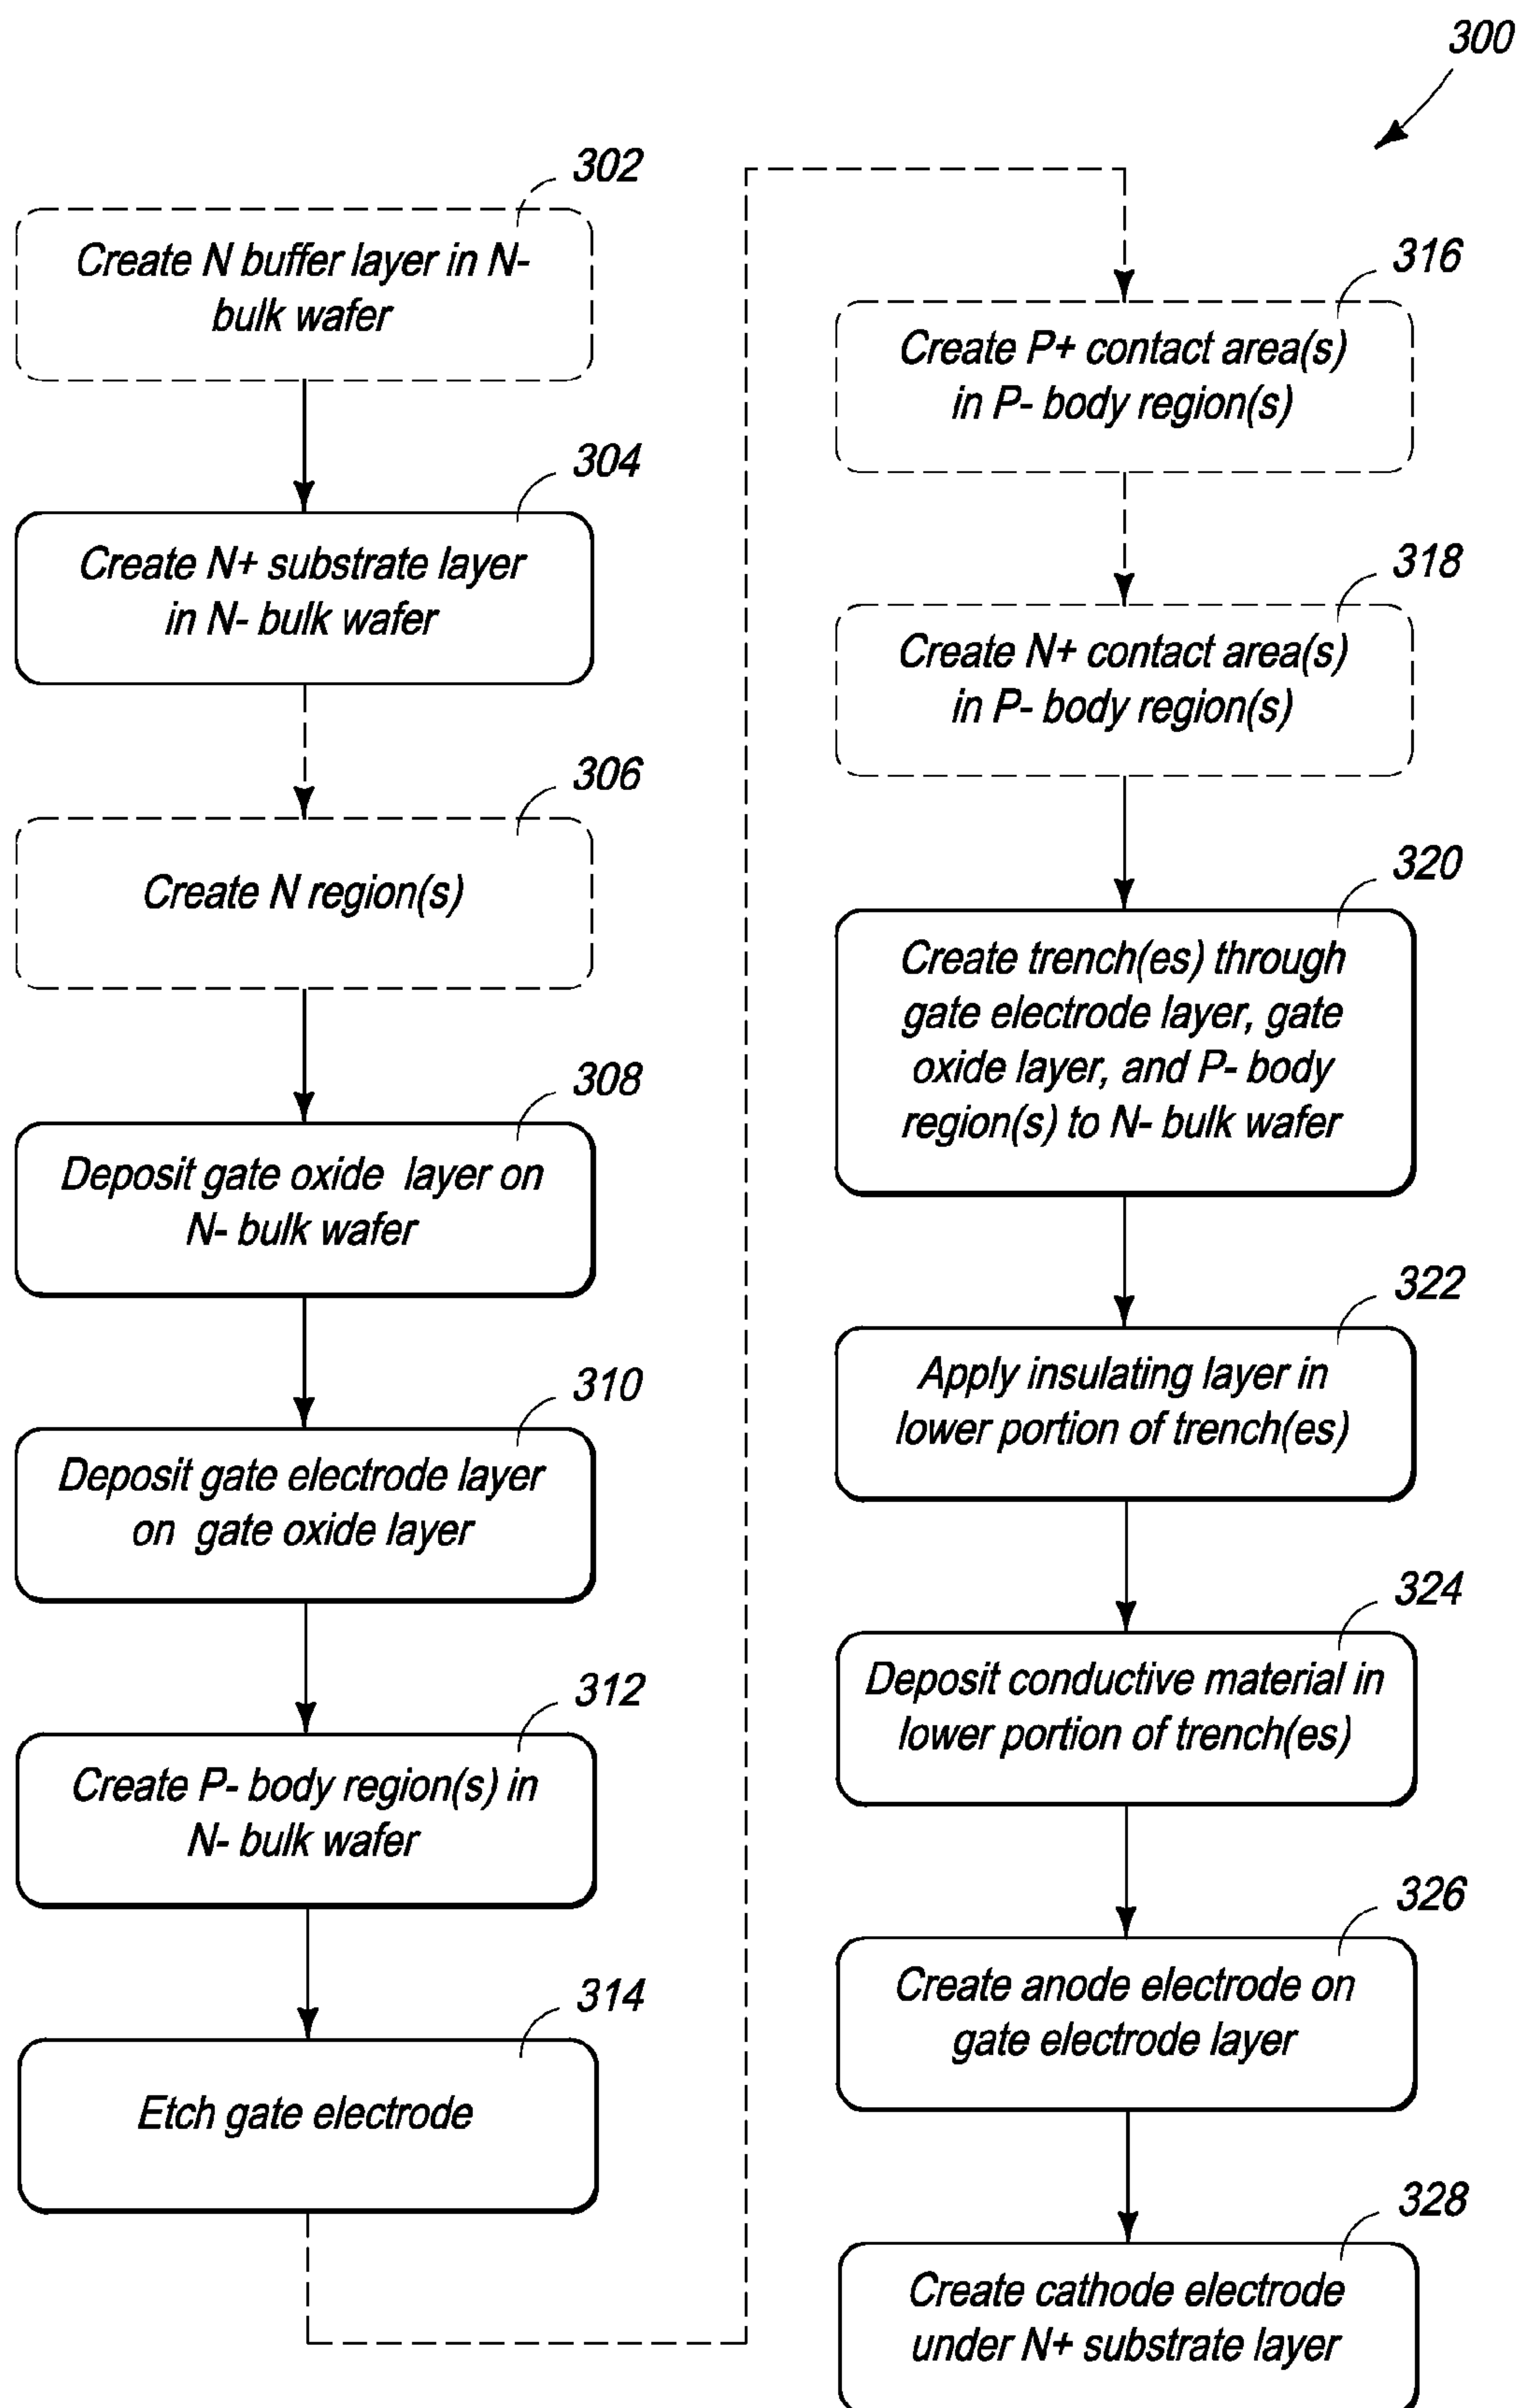 300
302
Create N buffer layer in N-
bulk wafer
304
Create N+ substrate layer
in N- bulk wafer
306
Create N region(s)
308
Deposit gate oxide layer on
N- bulk wafer
310
Deposit gate electrode layer
on gate oxide layer
312
Create P- body region(s) in
N- bulk wafer
314
Etch gate electrode
316
Create P+ contact area(s)
in P- body region(s)
318
Create N+ contact area(s)
in P- body region(s)
320
Create trench(es) through
gate electrode layer, gate
oxide layer, and P- body
region(s) to N- bulk wafer
322
Apply insulating layer in
lower portion of trench(es)
324
Deposit conductive material in
lower portion of trench(es)
326
Create anode electrode on
gate electrode layer
328
Create cathode electrode
under N+ substrate layer